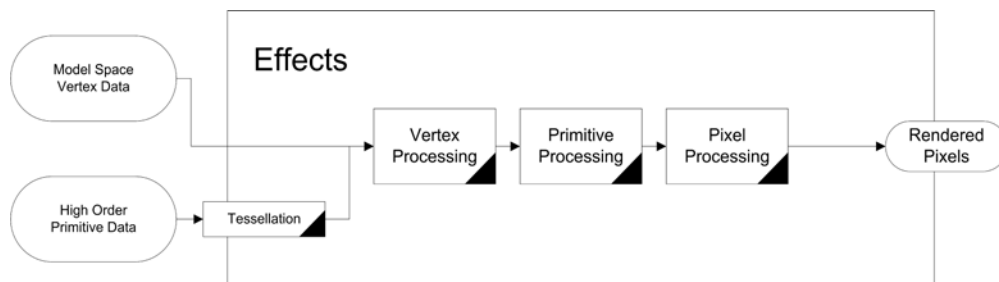 Effects
Model Space
Vertex Data
Vertex
Processing
Primitive
Processing
Pixel
Processing
Rendered
Pixels
High Order
Primitive Data
Tessellation